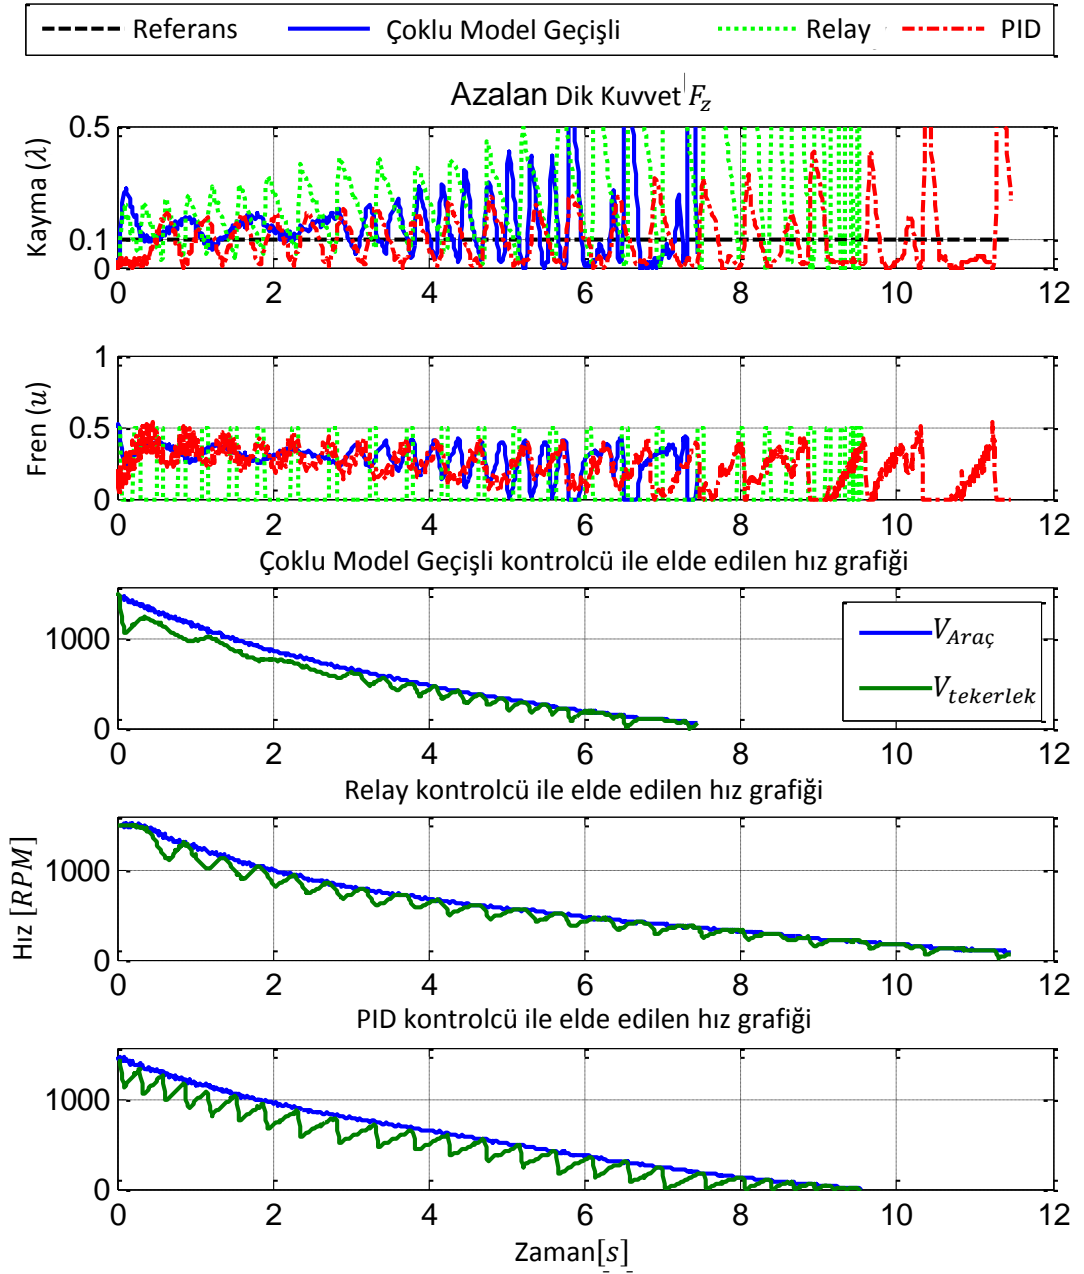 Referans Çoklu Model Geçişli Relay PID
Azalan Dik Kuvvet F_z
Kayma (λ)
0.5
0.1
0
0 2 4 6 8 10 12
Fren (u)
1
0.5
0
0 2 4 6 8 10 12
Çoklu Model Geçişli kontrolcü ile elde edilen hız grafiği
1000
0
V_Araç
V_tekerlek
0 2 4 6 8 10 12
Relay kontrolcü ile elde edilen hız grafiği
Hız [RPM]
1000
0
0 2 4 6 8 10 12
PID kontrolcü ile elde edilen hız grafiği
1000
0
0 2 4 6 8 10 12
Zaman[s]